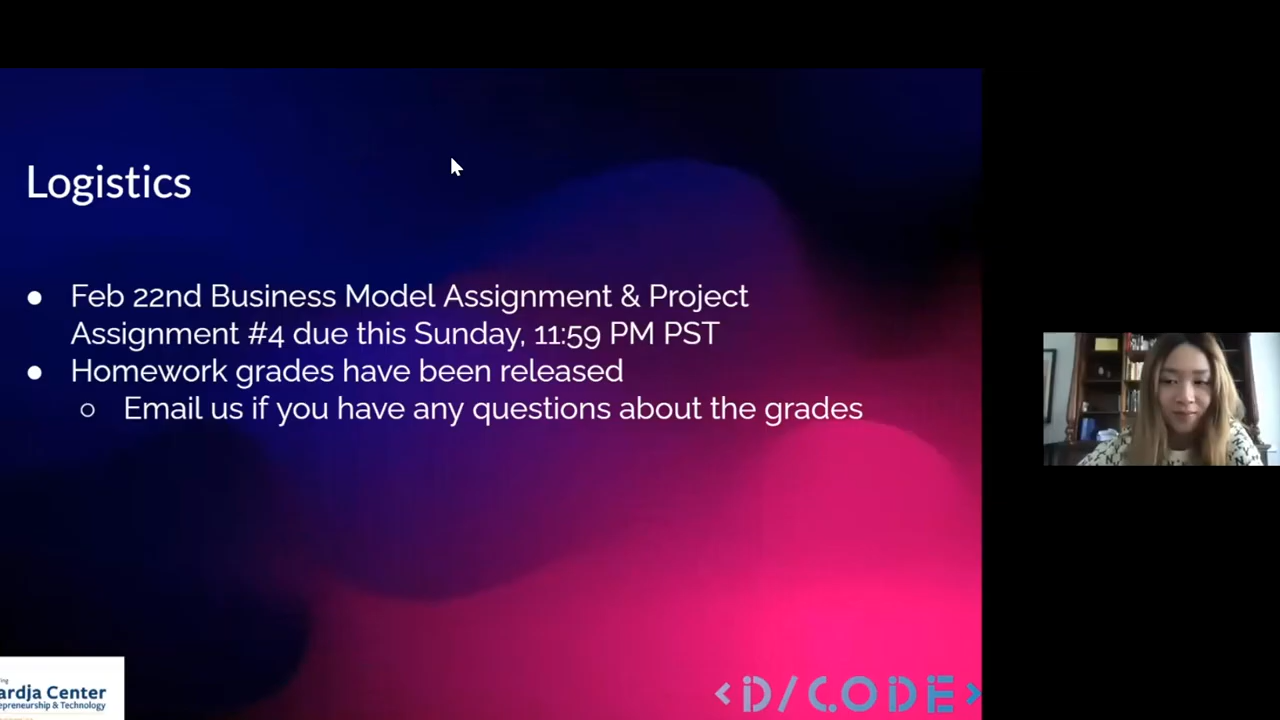 Logistics
● Feb 22nd Business Model Assignment & Project
Assignment #4 due this Sunday, 11:59 PM PST
● Homework grades have been released
○ Email us if you have any questions about the grades
ardja Center
epreneurship & Technology
<D/CODE>